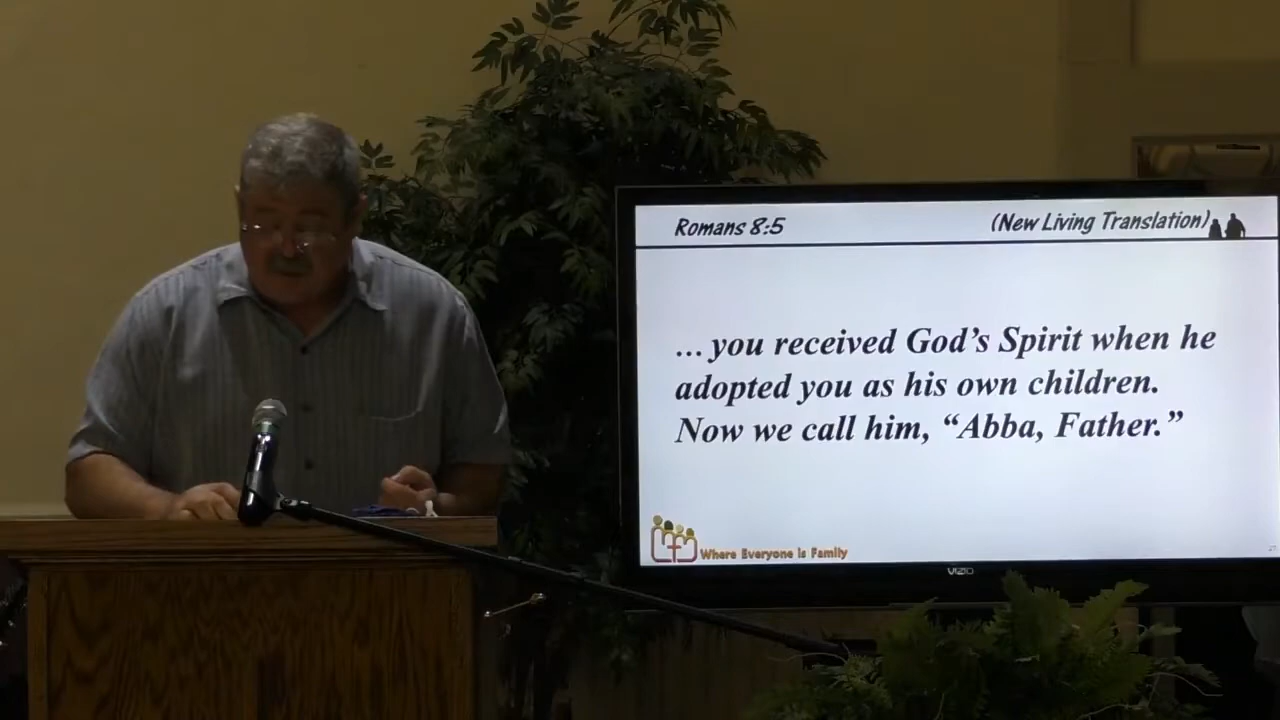 Romans 8:5
(New Living Translation)
... you received God's Spirit when he
adopted you as his own children.
Now we call him, “Abba, Father.”
Where Everyone Is Family
VIZIO